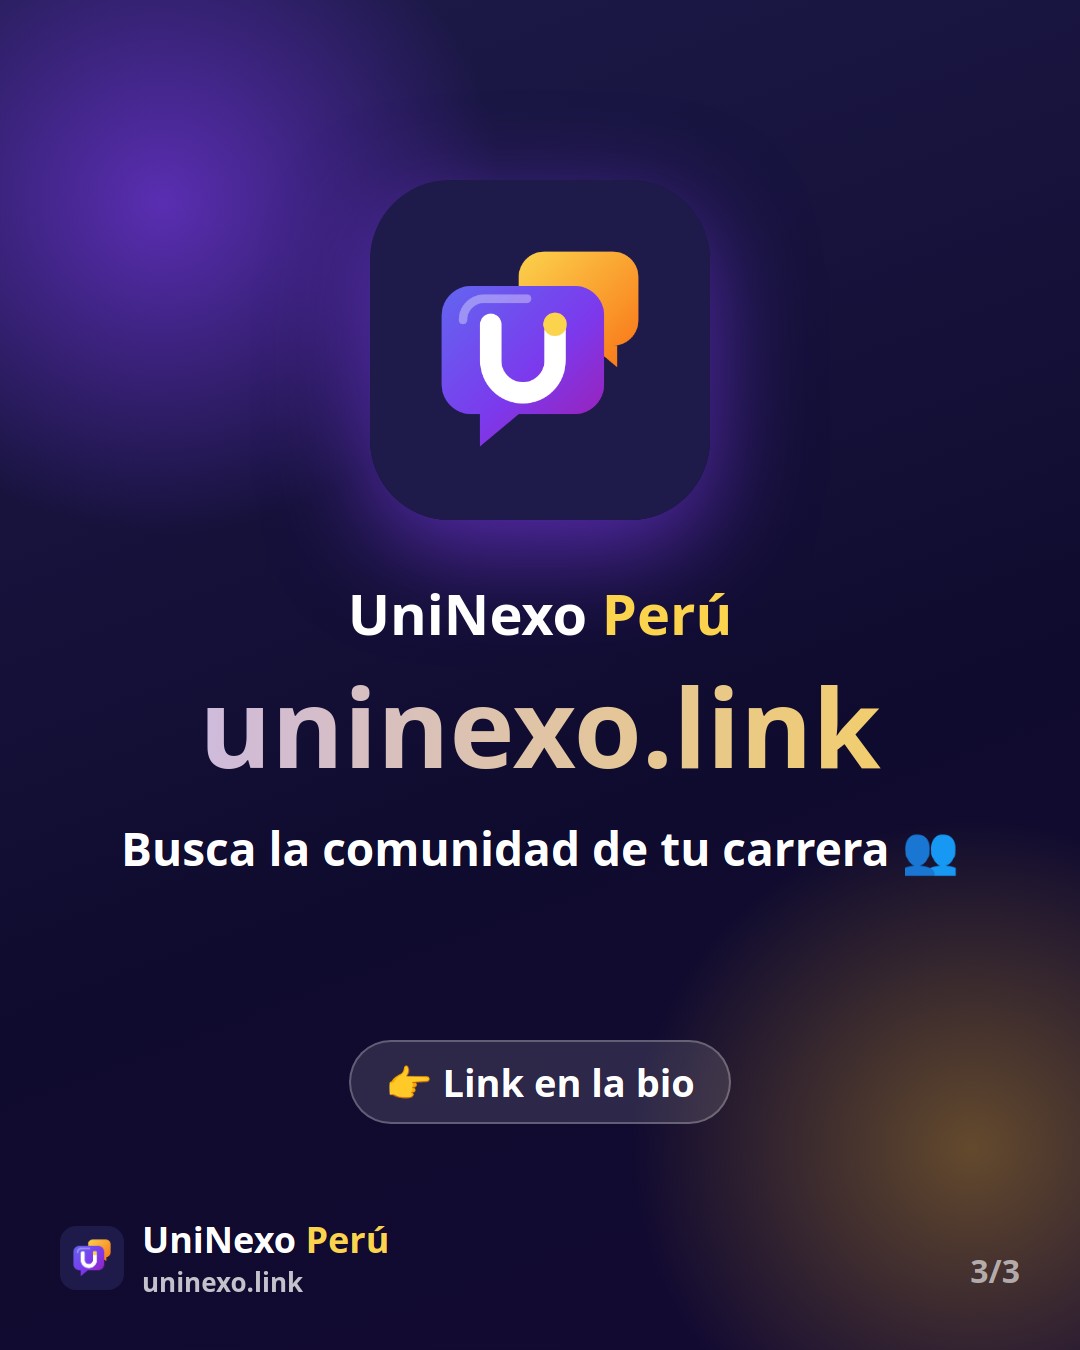 U
UniNexo Perú
uninexo.link
Busca la comunidad de tu carrera 👥
👉 Link en la bio
U
UniNexo Perú
uninexo.link
3/3